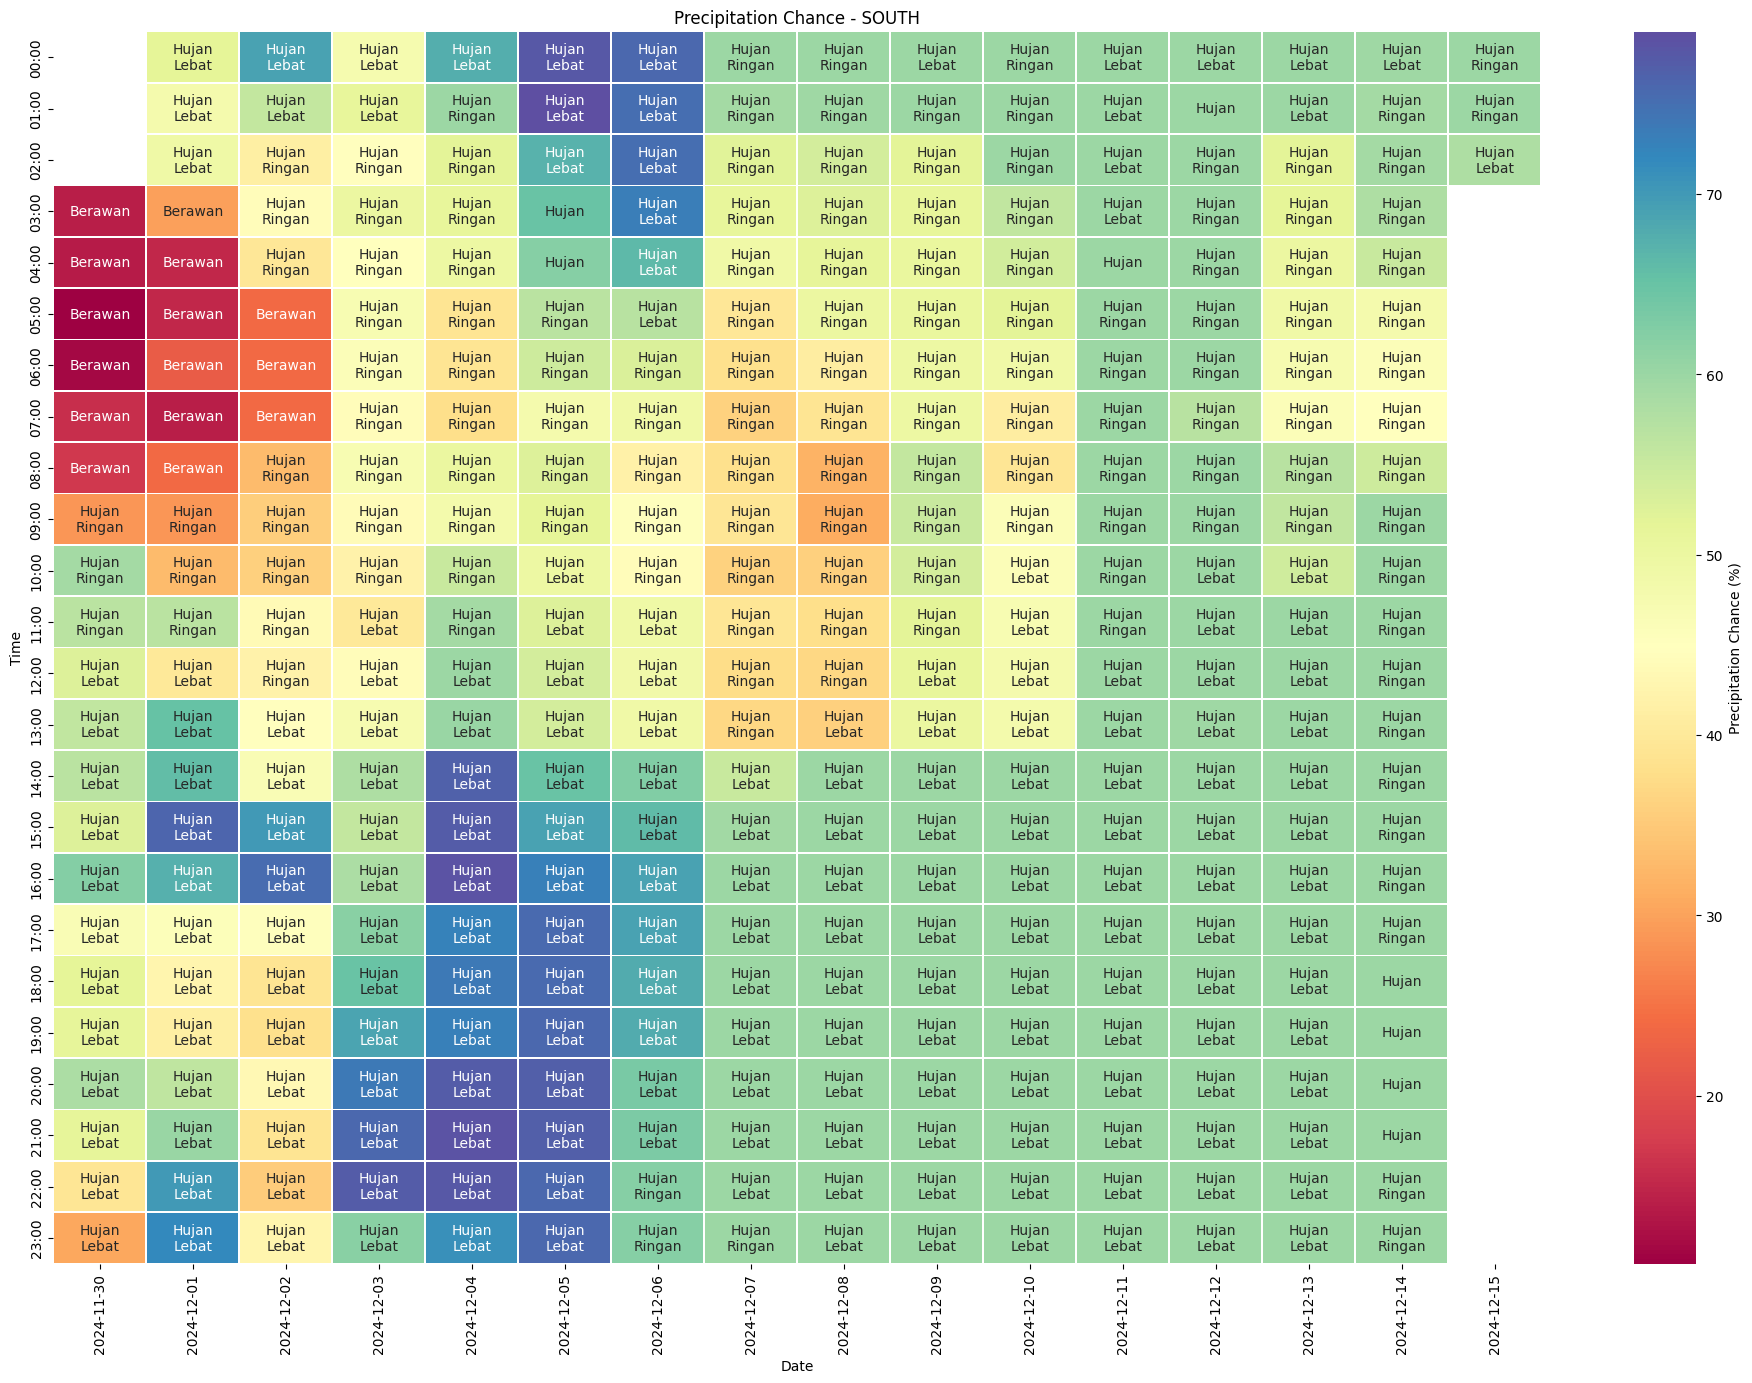 Precipitation Chance - SOUTH
00:00
Hujan Hujan Hujan Hujan Hujan Hujan Hujan Hujan Hujan Hujan Hujan Hujan Hujan Hujan Hujan
Lebat Lebat Lebat Lebat Lebat Lebat Ringan Ringan Lebat Ringan Lebat Lebat Lebat Lebat Ringan
01:00
Hujan Hujan Hujan Hujan Hujan Hujan Hujan Hujan Hujan Hujan Hujan Hujan Hujan Hujan Hujan
Lebat Lebat Lebat Ringan Lebat Lebat Ringan Ringan Ringan Ringan Lebat Lebat Ringan Ringan
02:00
Hujan Hujan Hujan Hujan Hujan Hujan Hujan Hujan Hujan Hujan Hujan Hujan Hujan Hujan Hujan
Lebat Ringan Ringan Ringan Lebat Lebat Ringan Ringan Ringan Ringan Lebat Ringan Ringan Ringan Lebat
03:00
Berawan Berawan Hujan Hujan Hujan Hujan Hujan Hujan Hujan Hujan Hujan Hujan Hujan Hujan Hujan
Ringan Ringan Ringan Lebat Ringan Ringan Ringan Ringan Lebat Ringan Ringan Ringan
04:00
Berawan Berawan Hujan Hujan Hujan Hujan Hujan Hujan Hujan Hujan Hujan Hujan Hujan Hujan Hujan
Ringan Ringan Ringan Lebat Ringan Ringan Ringan Ringan Ringan Ringan Ringan
05:00
Berawan Berawan Berawan Hujan Hujan Hujan Hujan Hujan Hujan Hujan Hujan Hujan Hujan Hujan Hujan
Ringan Ringan Ringan Lebat Ringan Ringan Ringan Ringan Ringan Ringan Ringan Ringan
06:00
Berawan Berawan Berawan Hujan Hujan Hujan Hujan Hujan Hujan Hujan Hujan Hujan Hujan Hujan Hujan
Ringan Ringan Ringan Ringan Ringan Ringan Ringan Ringan Ringan Ringan Ringan Ringan
07:00
Berawan Berawan Berawan Hujan Hujan Hujan Hujan Hujan Hujan Hujan Hujan Hujan Hujan Hujan Hujan
Ringan Ringan Ringan Ringan Ringan Ringan Ringan Ringan Ringan Ringan Ringan Ringan
08:00
Berawan Berawan Hujan Hujan Hujan Hujan Hujan Hujan Hujan Hujan Hujan Hujan Hujan Hujan Hujan
Ringan Ringan Ringan Ringan Ringan Ringan Ringan Ringan Ringan Ringan Ringan Ringan Ringan
09:00
Hujan Hujan Hujan Hujan Hujan Hujan Hujan Hujan Hujan Hujan Hujan Hujan Hujan Hujan Hujan
Ringan Ringan Ringan Ringan Ringan Ringan Ringan Ringan Ringan Ringan Ringan Ringan Ringan Ringan Ringan
10:00
Hujan Hujan Hujan Hujan Hujan Hujan Hujan Hujan Hujan Hujan Hujan Hujan Hujan Hujan Hujan
Ringan Ringan Ringan Ringan Ringan Lebat Ringan Ringan Ringan Ringan Lebat Ringan Lebat Lebat Ringan
11:00
Hujan Hujan Hujan Hujan Hujan Hujan Hujan Hujan Hujan Hujan Hujan Hujan Hujan Hujan Hujan
Ringan Ringan Ringan Lebat Ringan Lebat Lebat Ringan Ringan Ringan Lebat Ringan Lebat Lebat Ringan
12:00
Hujan Hujan Hujan Hujan Hujan Hujan Hujan Hujan Hujan Hujan Hujan Hujan Hujan Hujan Hujan
Lebat Lebat Ringan Lebat Lebat Lebat Lebat Ringan Ringan Lebat Lebat Lebat Lebat Lebat Ringan
13:00
Hujan Hujan Hujan Hujan Hujan Hujan Hujan Hujan Hujan Hujan Hujan Hujan Hujan Hujan Hujan
Lebat Lebat Lebat Lebat Lebat Lebat Lebat Ringan Lebat Lebat Lebat Lebat Lebat Lebat Ringan
14:00
Hujan Hujan Hujan Hujan Hujan Hujan Hujan Hujan Hujan Hujan Hujan Hujan Hujan Hujan Hujan
Lebat Lebat Lebat Lebat Lebat Lebat Lebat Lebat Lebat Lebat Lebat Lebat Lebat Lebat Ringan
15:00
Hujan Hujan Hujan Hujan Hujan Hujan Hujan Hujan Hujan Hujan Hujan Hujan Hujan Hujan Hujan
Lebat Lebat Lebat Lebat Lebat Lebat Lebat Lebat Lebat Lebat Lebat Lebat Lebat Lebat Ringan
16:00
Hujan Hujan Hujan Hujan Hujan Hujan Hujan Hujan Hujan Hujan Hujan Hujan Hujan Hujan Hujan
Lebat Lebat Lebat Lebat Lebat Lebat Lebat Lebat Lebat Lebat Lebat Lebat Lebat Lebat Ringan
17:00
Hujan Hujan Hujan Hujan Hujan Hujan Hujan Hujan Hujan Hujan Hujan Hujan Hujan Hujan Hujan
Lebat Lebat Lebat Lebat Lebat Lebat Lebat Lebat Lebat Lebat Lebat Lebat Lebat Lebat Ringan
18:00
Hujan Hujan Hujan Hujan Hujan Hujan Hujan Hujan Hujan Hujan Hujan Hujan Hujan Hujan Hujan
Lebat Lebat Lebat Lebat Lebat Lebat Lebat Lebat Lebat Lebat Lebat Lebat Lebat Lebat
19:00
Hujan Hujan Hujan Hujan Hujan Hujan Hujan Hujan Hujan Hujan Hujan Hujan Hujan Hujan Hujan
Lebat Lebat Lebat Lebat Lebat Lebat Lebat Lebat Lebat Lebat Lebat Lebat Lebat Lebat
20:00
Hujan Hujan Hujan Hujan Hujan Hujan Hujan Hujan Hujan Hujan Hujan Hujan Hujan Hujan Hujan
Lebat Lebat Lebat Lebat Lebat Lebat Lebat Lebat Lebat Lebat Lebat Lebat Lebat Lebat
21:00
Hujan Hujan Hujan Hujan Hujan Hujan Hujan Hujan Hujan Hujan Hujan Hujan Hujan Hujan Hujan
Lebat Lebat Lebat Lebat Lebat Lebat Lebat Lebat Lebat Lebat Lebat Lebat Lebat Lebat
22:00
Hujan Hujan Hujan Hujan Hujan Hujan Hujan Hujan Hujan Hujan Hujan Hujan Hujan Hujan Hujan
Lebat Lebat Lebat Lebat Lebat Lebat Ringan Lebat Lebat Lebat Lebat Lebat Lebat Lebat Ringan
23:00
Hujan Hujan Hujan Hujan Hujan Hujan Hujan Hujan Hujan Hujan Hujan Hujan Hujan Hujan Hujan
Lebat Lebat Lebat Lebat Lebat Lebat Ringan Ringan Lebat Lebat Lebat Lebat Lebat Lebat Ringan
Time
2024-11-30
2024-12-01
2024-12-02
2024-12-03
2024-12-04
2024-12-05
2024-12-06
2024-12-07
2024-12-08
2024-12-09
2024-12-10
2024-12-11
2024-12-12
2024-12-13
2024-12-14
2024-12-15
Date
70
60
50
40
30
20
Precipitation Chance (%)